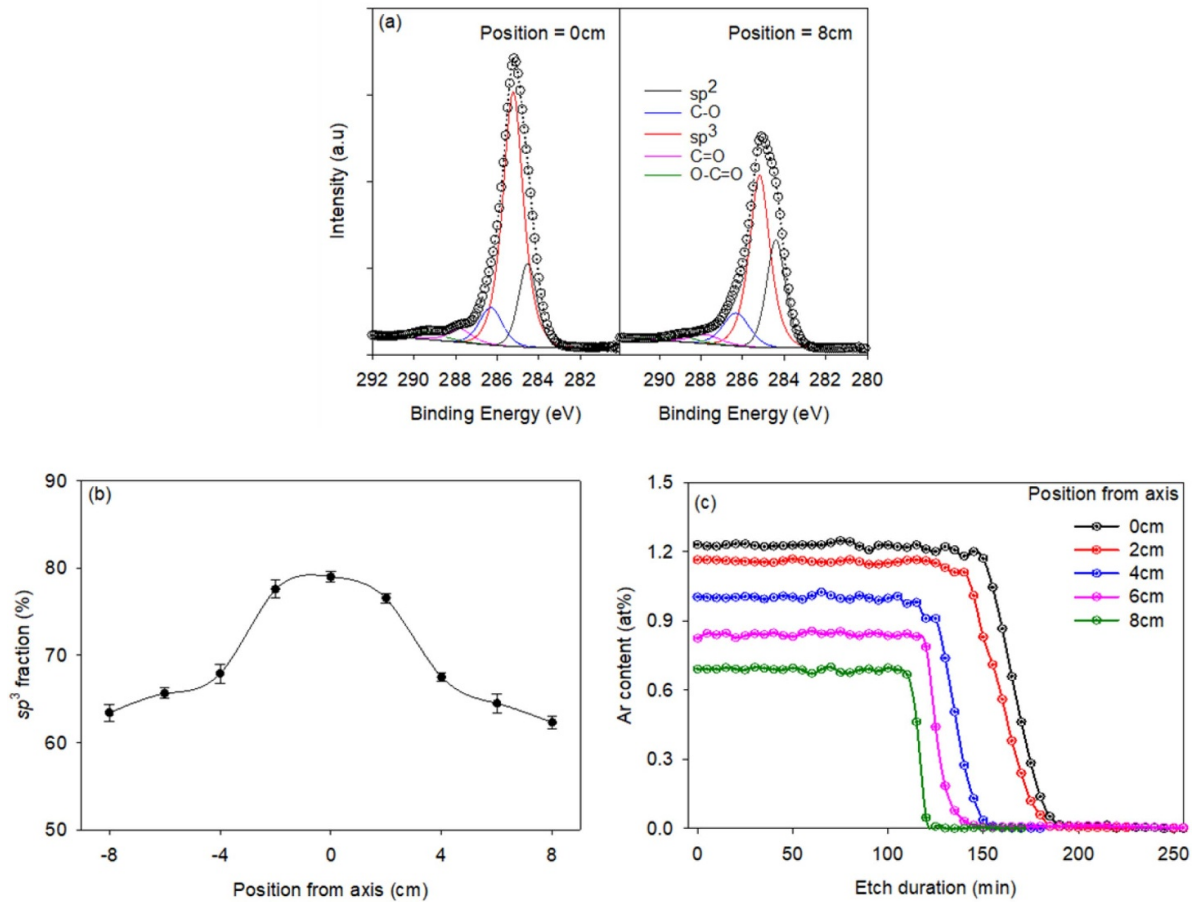 (a)
Position = 0cm
Position = 8cm
sp2
C-O
sp3
C=O
O-C=O
Intensity (a.u)
292 290 288 286 284 282
290 288 286 284 282 280
Binding Energy (eV)
Binding Energy (eV)
(b)
90
80
70
60
50
sp3 fraction (%)
-8 -4 0 4 8
Position from axis (cm)
(c)
Position from axis
0cm
2cm
4cm
6cm
8cm
1.5
1.2
0.9
0.6
0.3
0.0
Ar content (at%)
0 50 100 150 200 250
Etch duration (min)